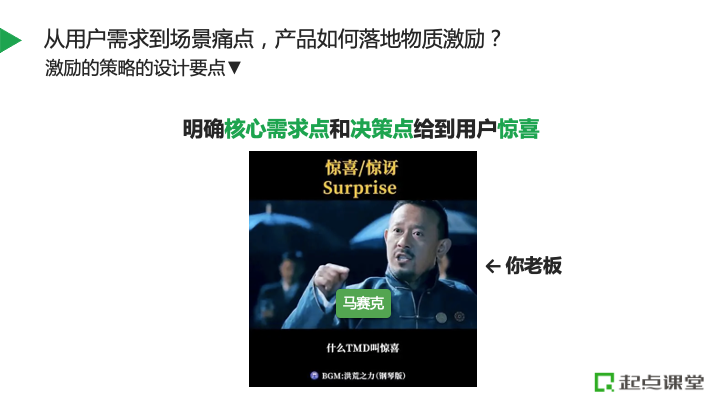 从用户需求到场景痛点，产品如何落地物质激励？
激励的策略的设计要点▼
明确核心需求点和决策点给到用户惊喜
惊喜/惊讶
Surprise
← 你老板
马赛克
什么TMD叫惊喜
BGM:洪荒之力(钢琴版)
起点课堂